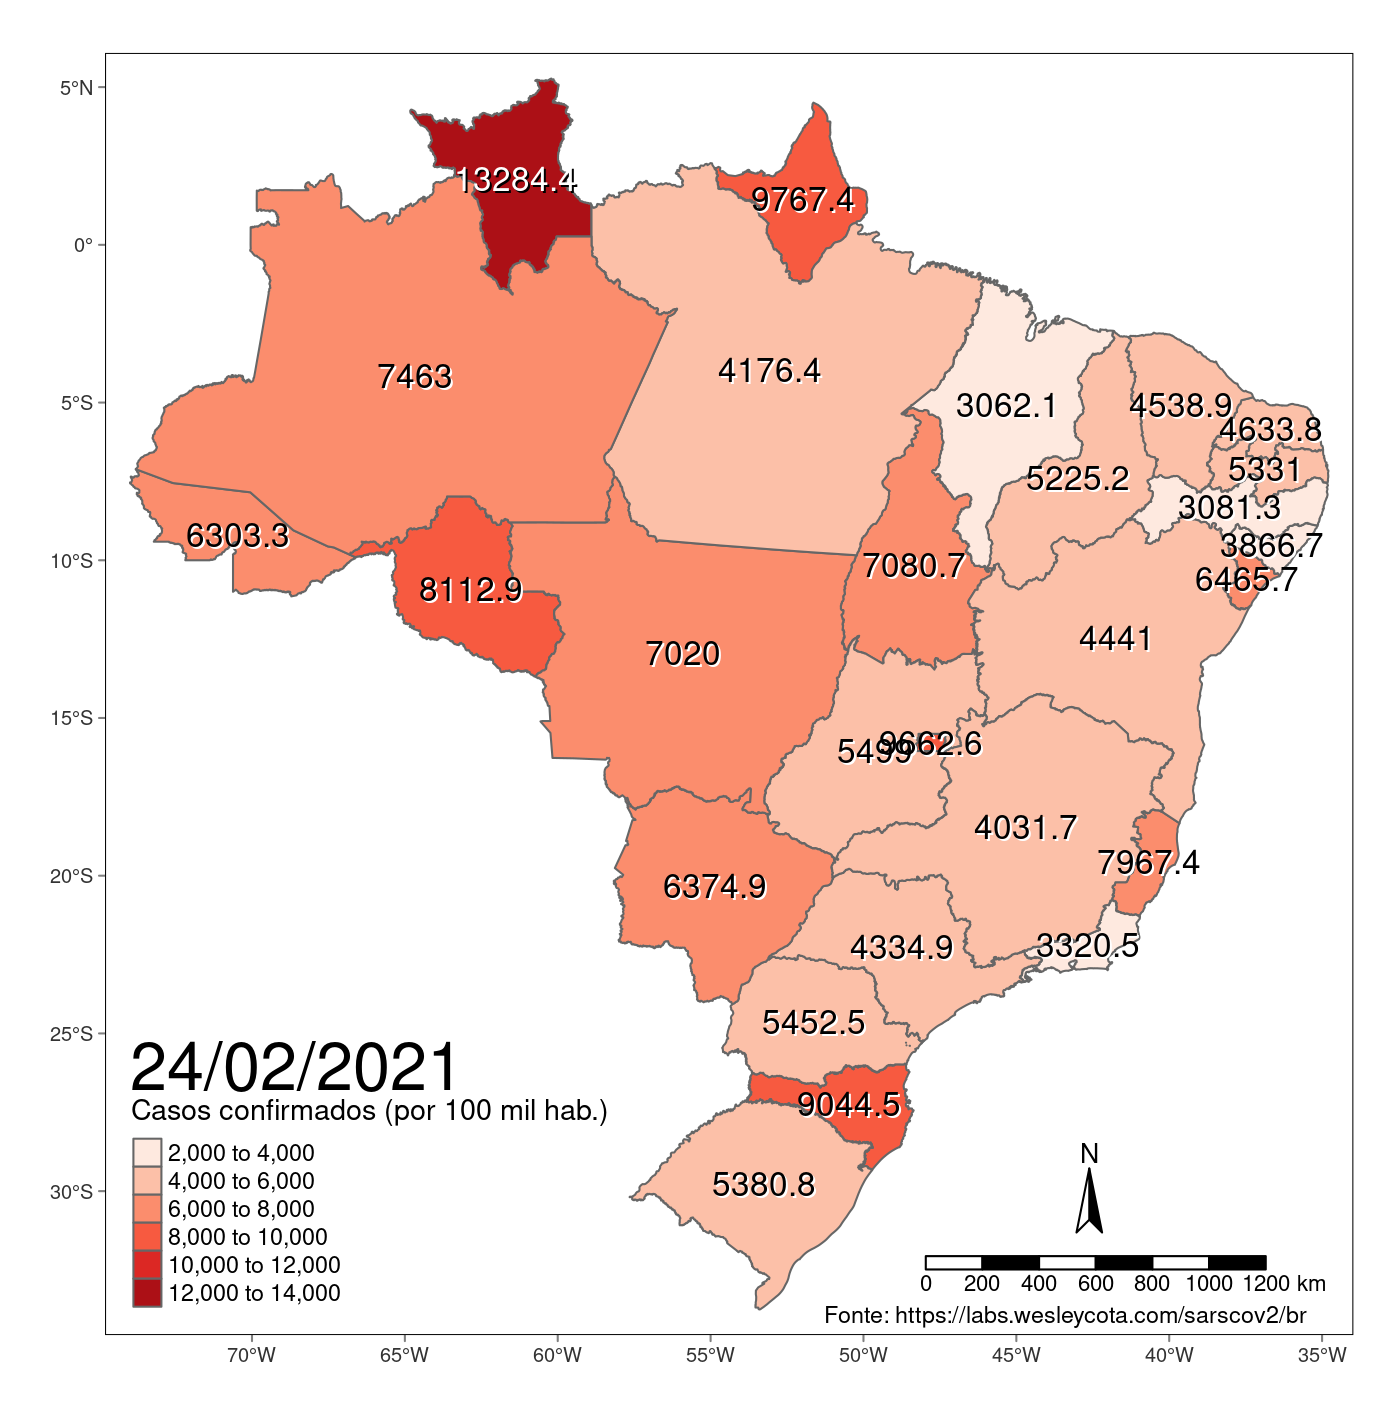 5°N
0°
5°S
10°S
15°S
20°S
25°S
30°S
13284.4
9767.4
7463
4176.4
3062.1
4538.9
4633.8
5331
5225.2
3081.3
3866.7
6465.7
6303.3
8112.9
7080.7
7020
4441
5499
9662.6
4031.7
7967.4
6374.9
4334.9
3320.5
5452.5
9044.5
5380.8
24/02/2021
Casos confirmados (por 100 mil hab.)
2,000 to 4,000
4,000 to 6,000
6,000 to 8,000
8,000 to 10,000
10,000 to 12,000
12,000 to 14,000
N
0 200 400 600 800 1000 1200 km
Fonte: https://labs.wesleycota.com/sarscov2/br
70°W 65°W 60°W 55°W 50°W 45°W 40°W 35°W